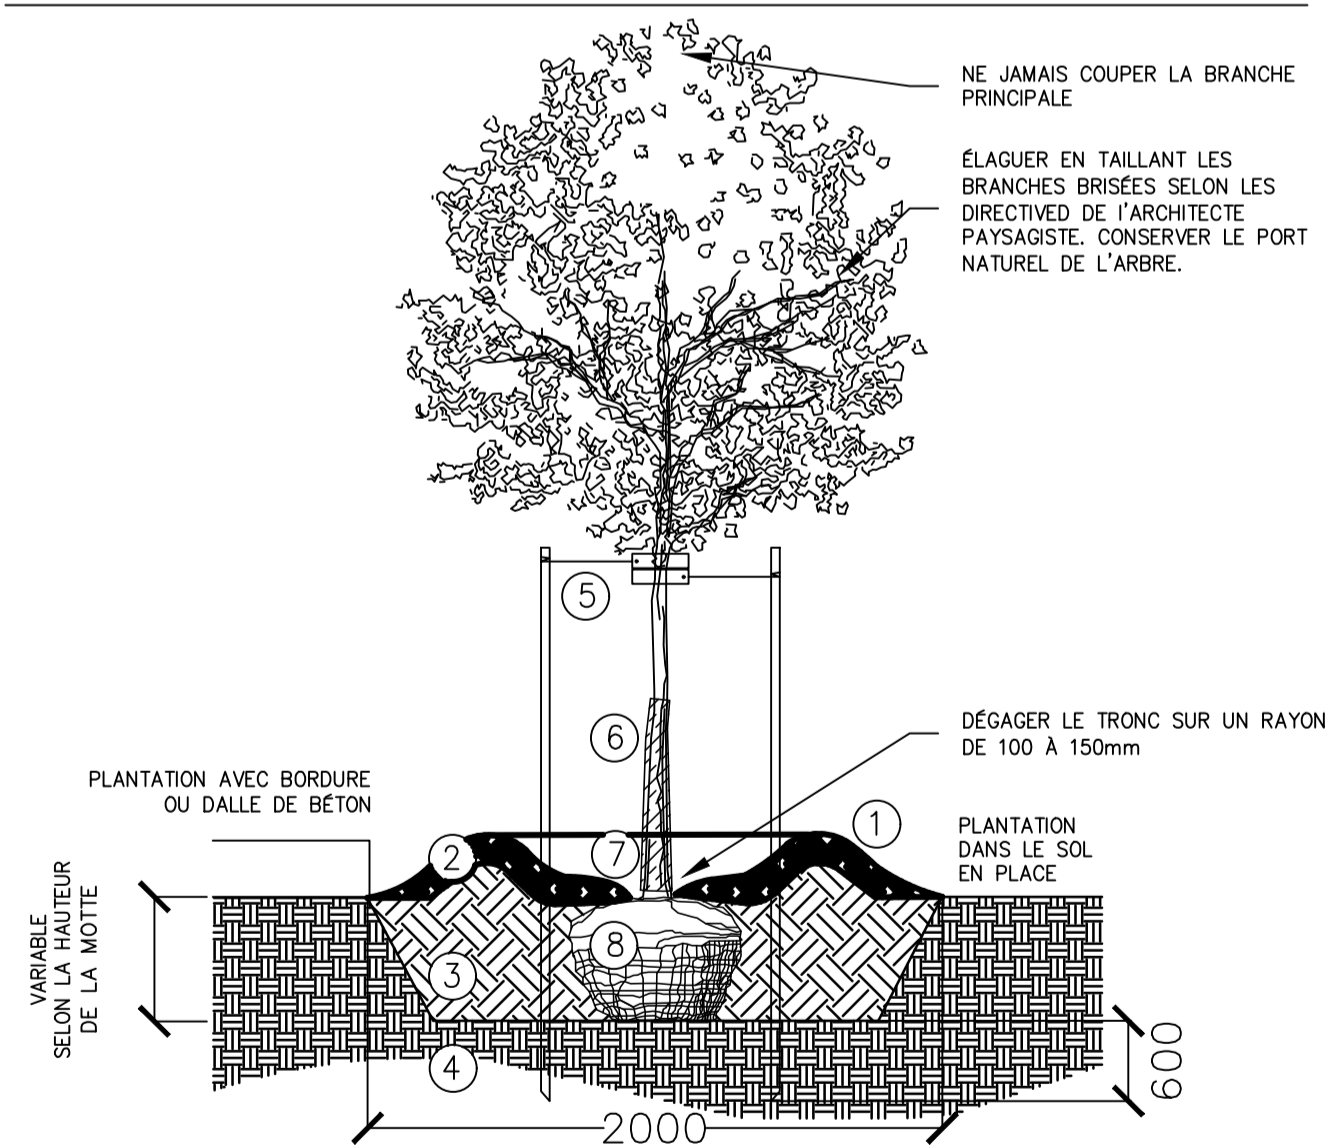 NE JAMAIS COUPER LA BRANCHE
PRINCIPALE
ÉLAGUER EN TAILLANT LES
BRANCHES BRISÉES SELON LES
DIRECTIVED DE l'ARCHITECTE
PAYSAGISTE. CONSERVER LE PORT
NATUREL DE L'ARBRE.
5
6
DÉGAGER LE TRONC SUR UN RAYON
DE 100 À 150mm
PLANTATION AVEC BORDURE
OU DALLE DE BÉTON
1
PLANTATION
DANS LE SOL
EN PLACE
2
7
VARIABLE
SELON LA HAUTEUR
DE LA MOTTE
8
3
4
600
2000